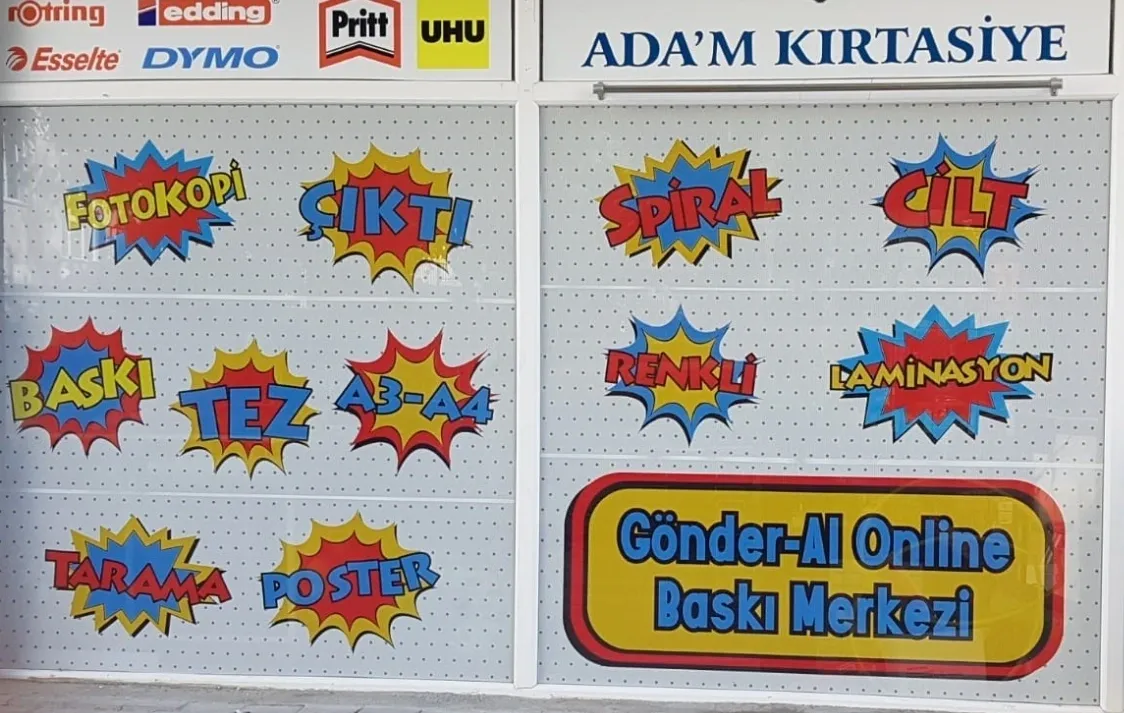 rotring edding Pritt UHU
Esselte DYMO
ADA'M KIRTASİYE
FOTOKOPİ ÇIKTI
BASKI TEZ A3-A4
TARAMA POSTER
SPİRAL CİLT
RENKLİ LAMİNASYON
Gönder-Al Online
Baskı Merkezi